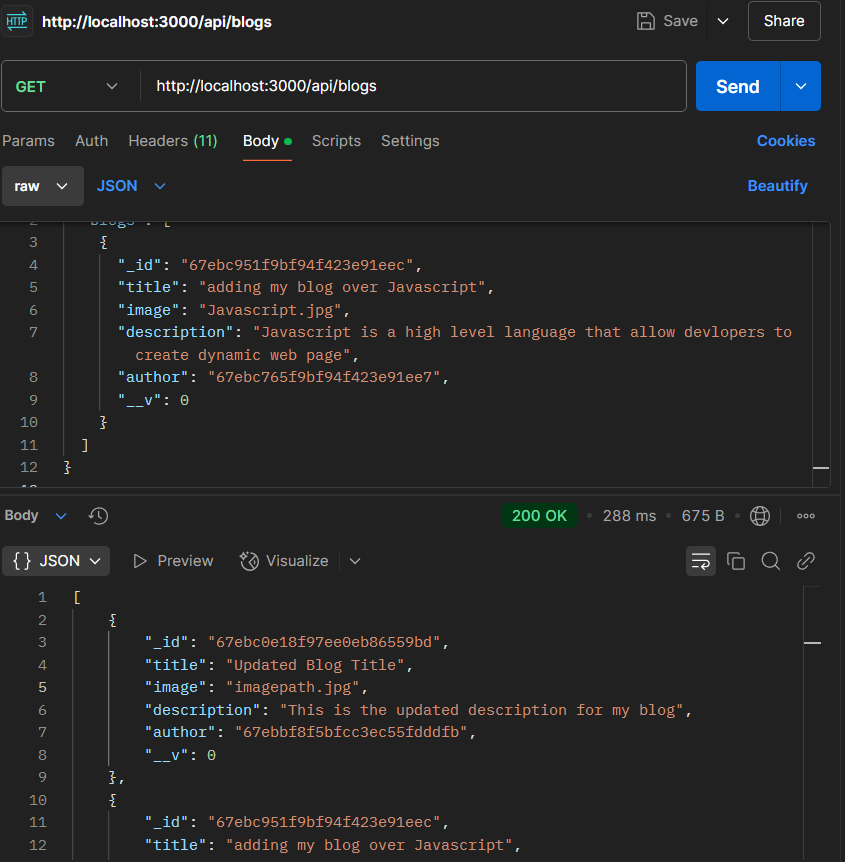 HTTP http://localhost:3000/api/blogs Save Share
GET http://localhost:3000/api/blogs Send
Params Auth Headers (11) Body Scripts Settings Cookies
raw JSON Beautify
2 "blogs": [
3 {
4 "_id": "67ebc951f9bf94f423e91eec",
5 "title": "adding my blog over Javascript",
6 "image": "Javascript.jpg",
7 "description": "Javascript is a high level language that allow devlopers to
create dynamic web page",
8 "author": "67ebc765f9bf94f423e91ee7",
9 "__v": 0
10 }
11 ]
12 }
Body 200 OK 288 ms 675 B
{} JSON Preview Visualize
1 [
2 {
3 "_id": "67ebc0e18f97ee0eb86559bd",
4 "title": "Updated Blog Title",
5 "image": "imagepath.jpg",
6 "description": "This is the updated description for my blog",
7 "author": "67ebbf8f5bfcc3ec55fdddfb",
8 "__v": 0
9 },
10 {
11 "_id": "67ebc951f9bf94f423e91eec",
12 "title": "adding my blog over Javascript",